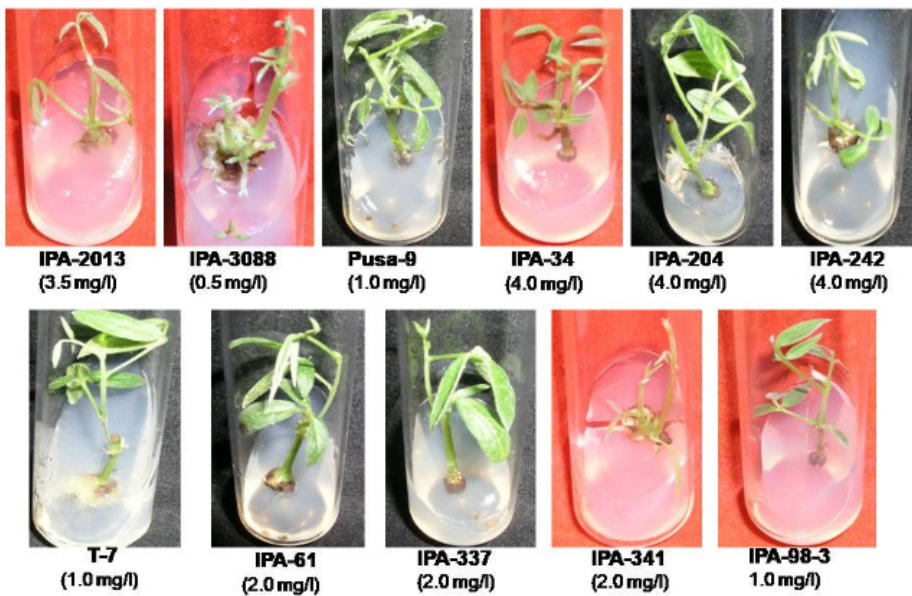 IPA-2013 IPA-3088 Pusa-9 IPA-34 IPA-204 IPA-242
(3.5 mg/l) (0.5 mg/l) (1.0 mg/l) (4.0 mg/l) (4.0 mg/l) (4.0 mg/l)
T-7 IPA-61 IPA-337 IPA-341 IPA-98-3
(1.0 mg/l) (2.0 mg/l) (2.0 mg/l) (2.0 mg/l) 1.0 mg/l)